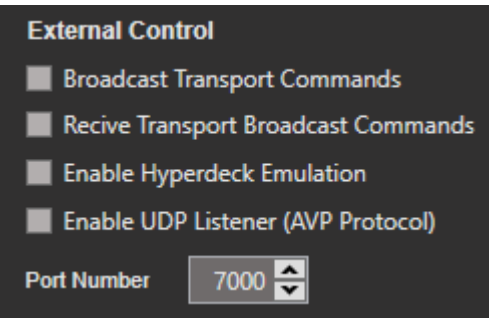 External Control
Broadcast Transport Commands
Recive Transport Broadcast Commands
Enable Hyperdeck Emulation
Enable UDP Listener (AVP Protocol)
Port Number 7000